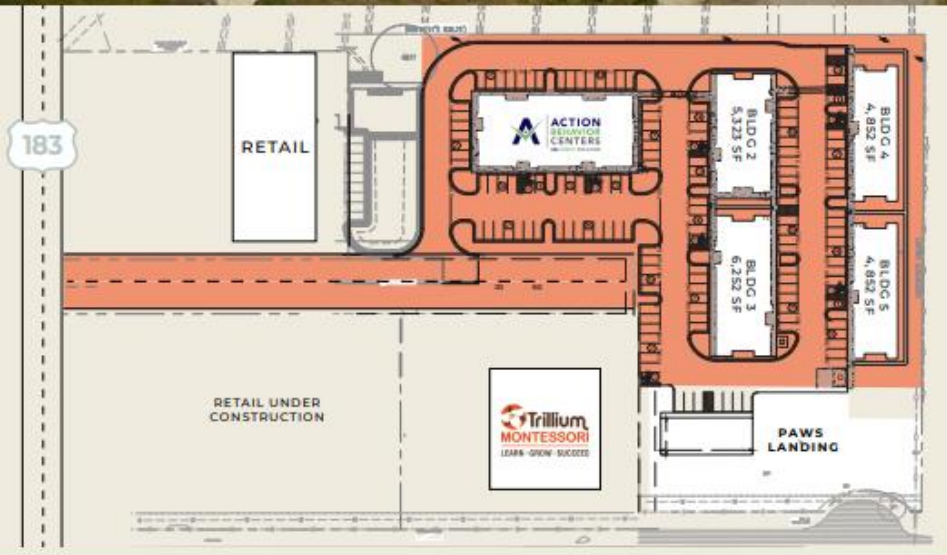 183
RETAIL
ACTION
BEHAVIOR
CENTERS
BLDG 2
5,323 SF
BLDG 4
4,852 SF
BLDG 3
6,252 SF
BLDG 5
4,852 SF
RETAIL UNDER
CONSTRUCTION
Trillium
MONTESSORI
LEARN · GROW · SUCCEED
PAWS
LANDING